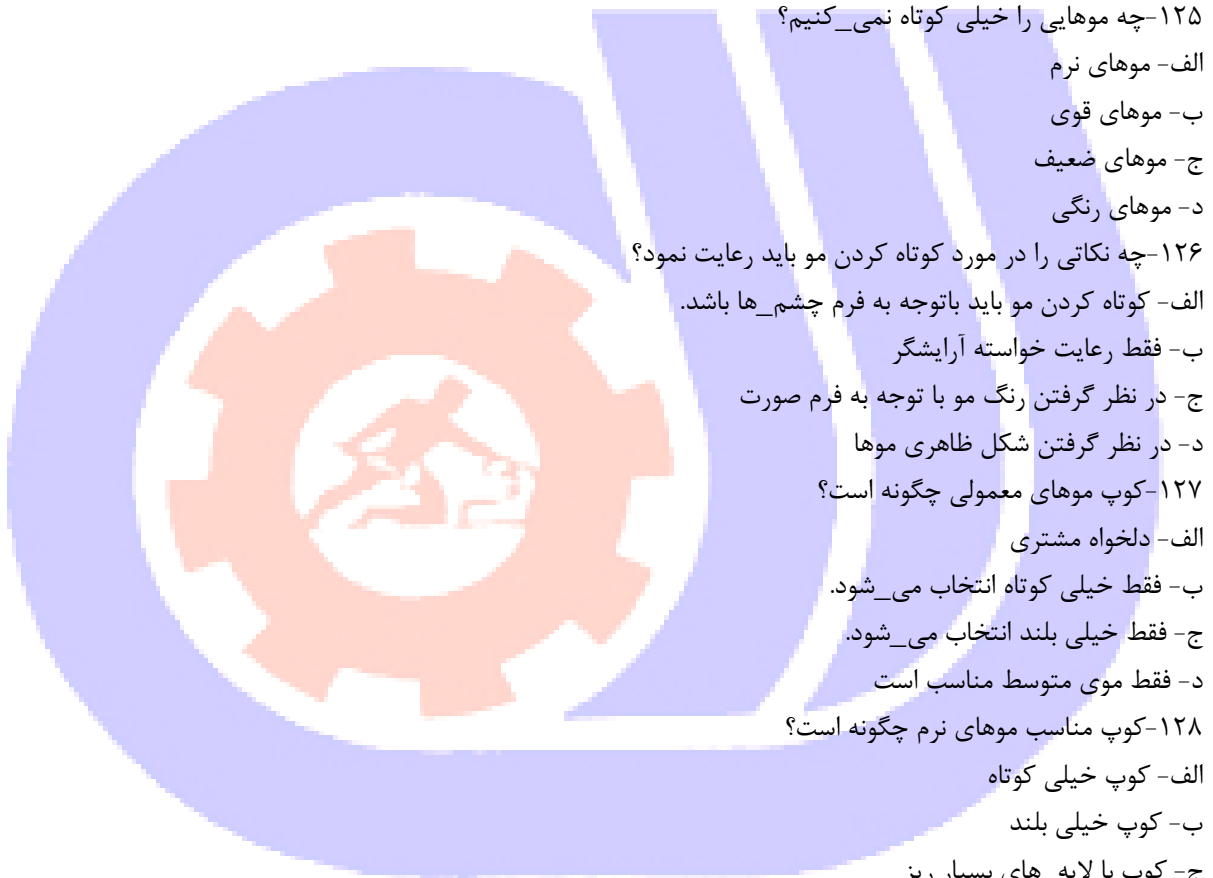 ۱۲۵-چه موهایی را خیلی کوتاه نمی_کنیم؟
الف- موهای نرم
ب- موهای قوی
ج- موهای ضعیف
د- موهای رنگی
۱۲۶-چه نکاتی را در مورد کوتاه کردن مو باید رعایت نمود؟
الف- کوتاه کردن مو باید باتوجه به فرم چشم_ها باشد.
ب- فقط رعایت خواسته آرایشگر
ج- در نظر گرفتن رنگ مو با توجه به فرم صورت
د- در نظر گرفتن شکل ظاهری موها
۱۲۷-کوپ موهای معمولی چگونه است؟
الف- دلخواه مشتری
ب- فقط خیلی کوتاه انتخاب می_شود.
ج- فقط خیلی بلند انتخاب می_شود.
د- فقط موی متوسط مناسب است
۱۲۸-کوپ مناسب موهای نرم چگونه است؟
الف- کوپ خیلی کوتاه
ب- کوپ خیلی بلند
ج- کوپ با لایه_های بسیار ریز